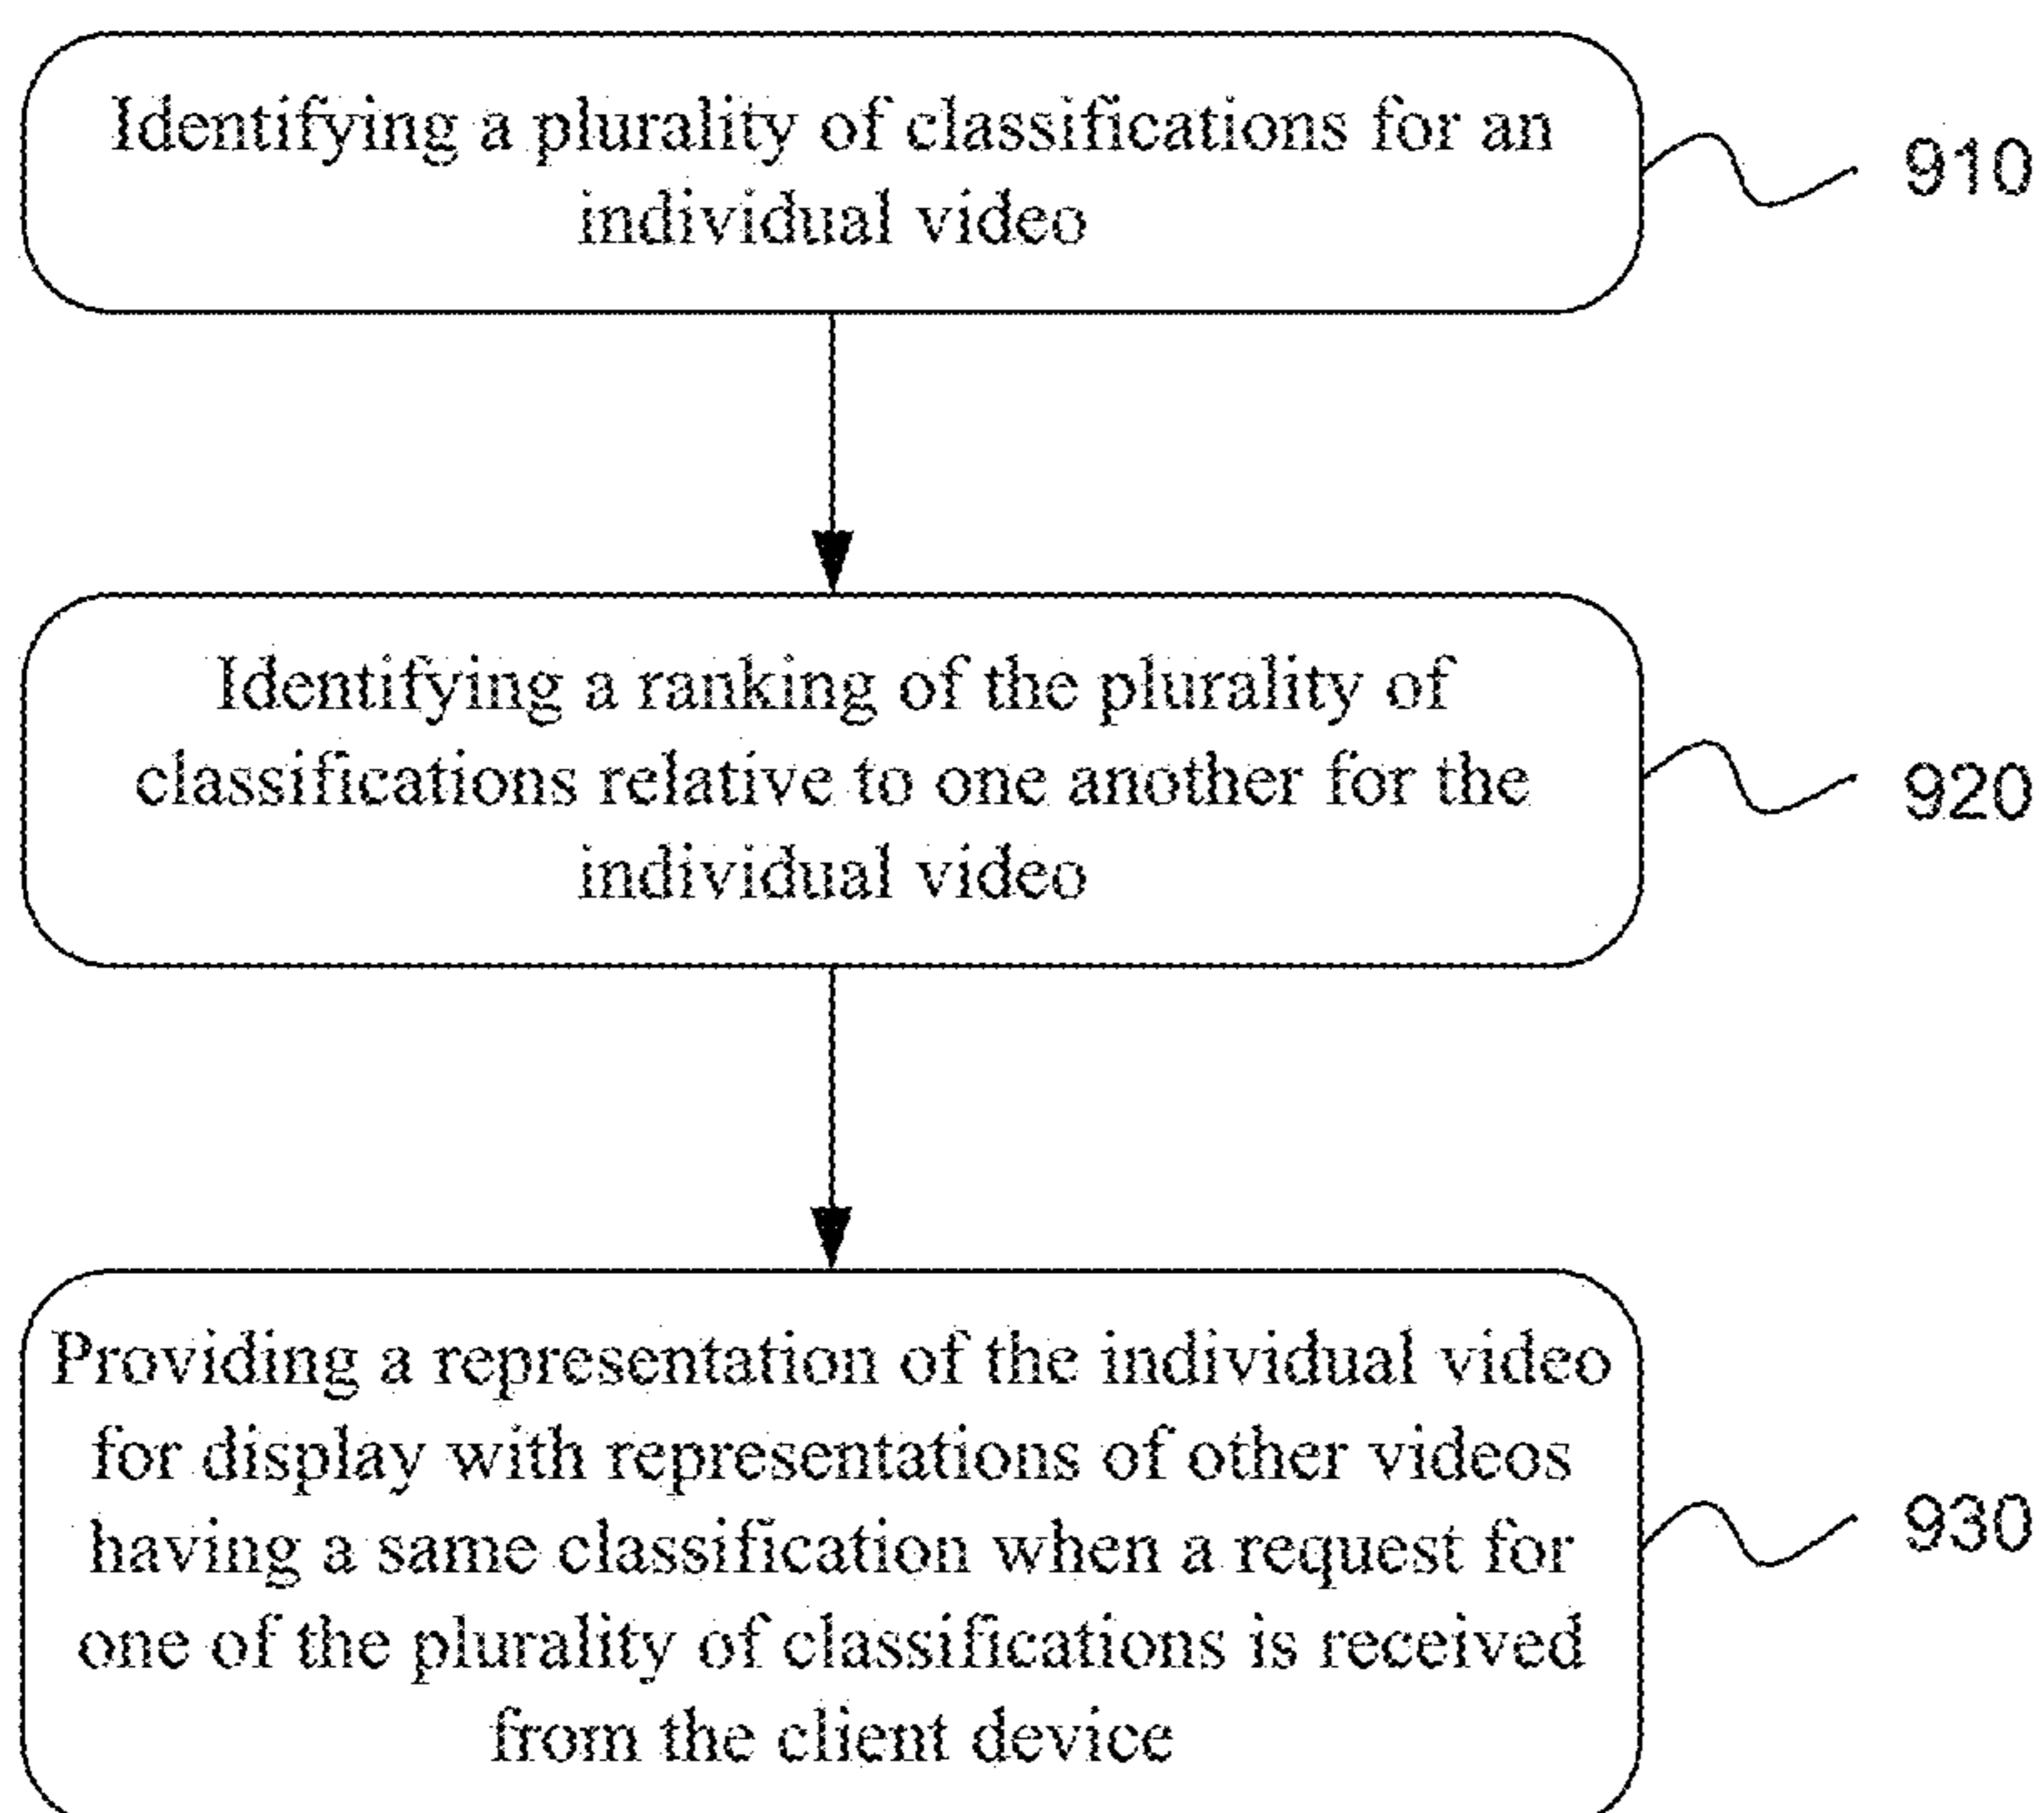 Identifying a plurality of classifications for an
individual video
910
Identifying a ranking of the plurality of
classifications relative to one another for the
individual video
920
Providing a representation of the individual video
for display with representations of other videos
having a same classification when a request for
one of the plurality of classifications is received
from the client device
930